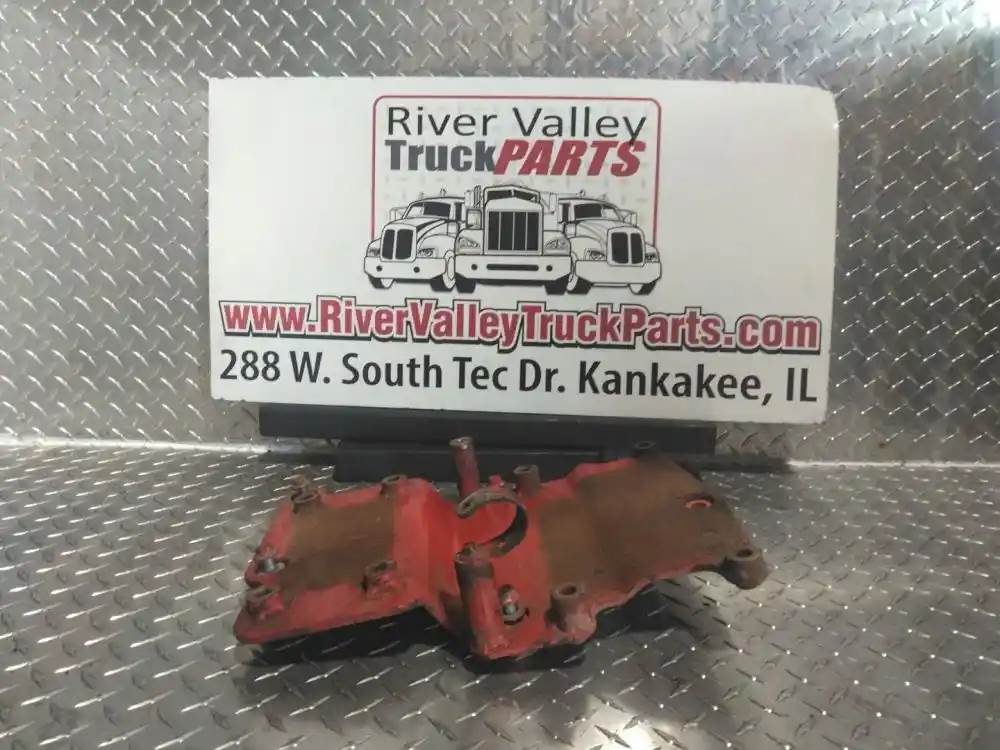 River Valley
TruckPARTS
www.RiverValleyTruckParts.com
288 W. South Tec Dr. Kankakee, IL